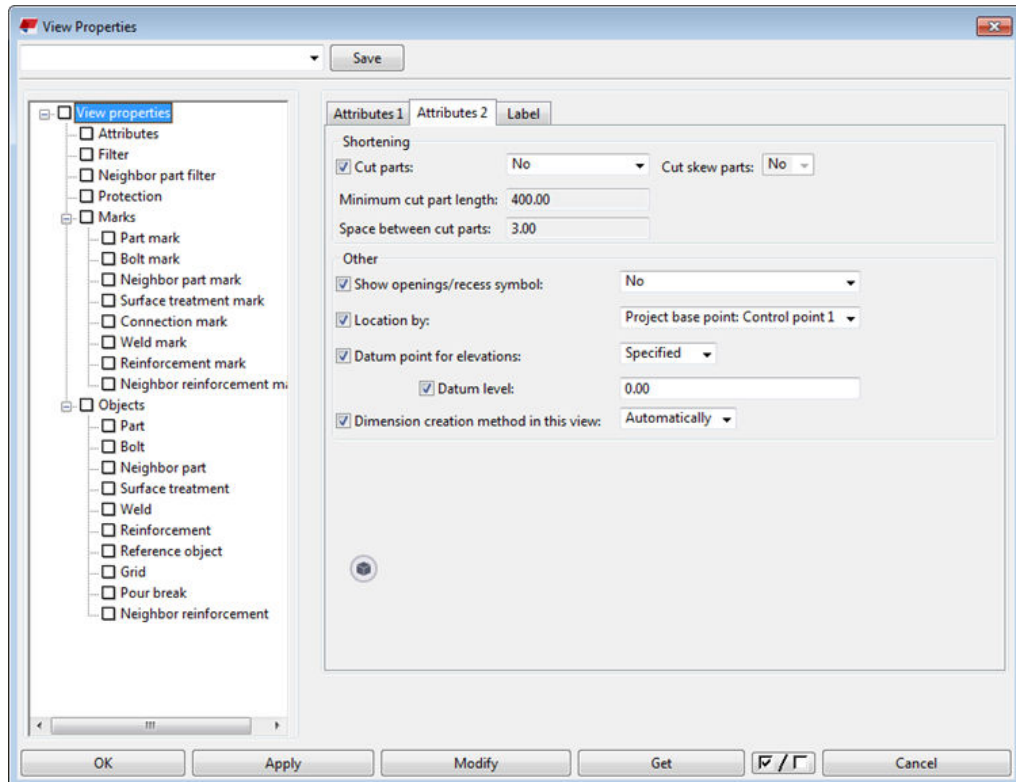 View Properties
Save
View properties
Attributes
Filter
Neighbor part filter
Protection
Marks
Part mark
Bolt mark
Neighbor part mark
Surface treatment mark
Connection mark
Weld mark
Reinforcement mark
Neighbor reinforcement ma
Objects
Part
Bolt
Neighbor part
Surface treatment
Weld
Reinforcement
Reference object
Grid
Pour break
Neighbor reinforcement
Attributes 1 Attributes 2 Label
Shortening
Cut parts: No Cut skew parts: No
Minimum cut part length: 400.00
Space between cut parts: 3.00
Other
Show openings/recess symbol: No
Location by: Project base point: Control point 1
Datum point for elevations: Specified
Datum level: 0.00
Dimension creation method in this view: Automatically
OK Apply Modify Get / Cancel